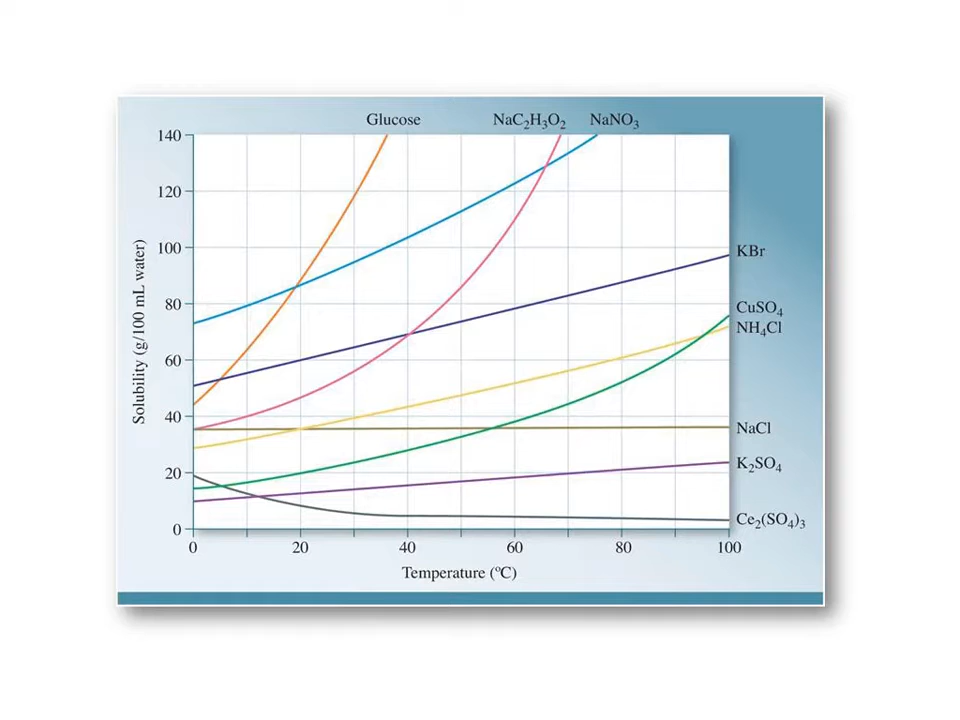 Glucose NaC₂H₃O₂ NaNO₃
140
120
100
80
60
40
20
0
Solubility (g/100 mL water)
KBr
CuSO₄
NH₄Cl
NaCl
K₂SO₄
Ce₂(SO₄)₃
0 20 40 60 80 100
Temperature (ºC)